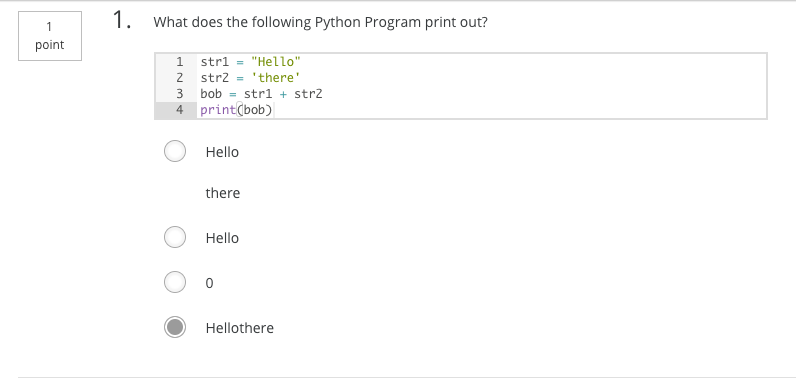 1
point
1. What does the following Python Program print out?
1 str1 = "Hello"
2 str2 = 'there'
3 bob = str1 + str2
4 print(bob)
Hello
there
Hello
0
Hellothere